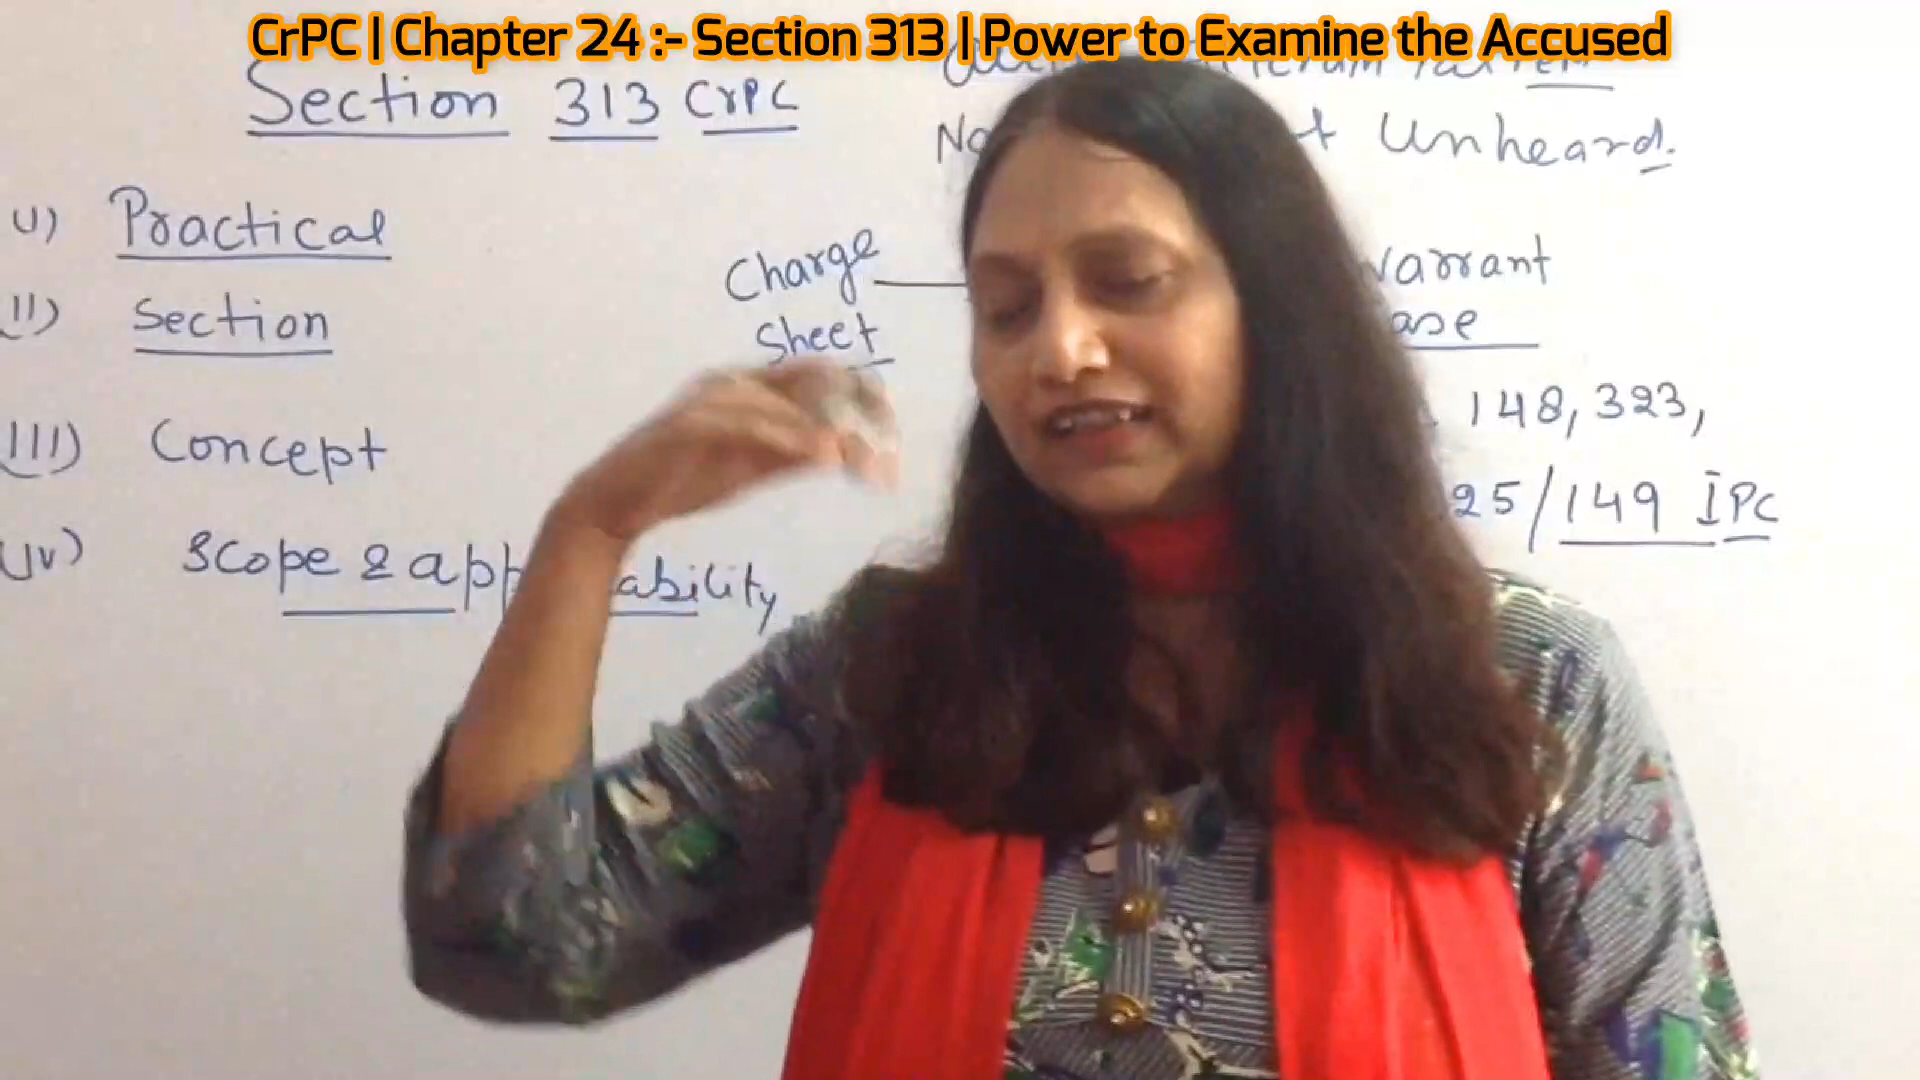 CrPC | Chapter 24 :- Section 313 | Power to Examine the Accused
Section 313 CrPC
Unheard.
Practical
II) Section
III) Concept
IV) Scope & ability
Charge
Sheet
148, 323,
25/149 IPC